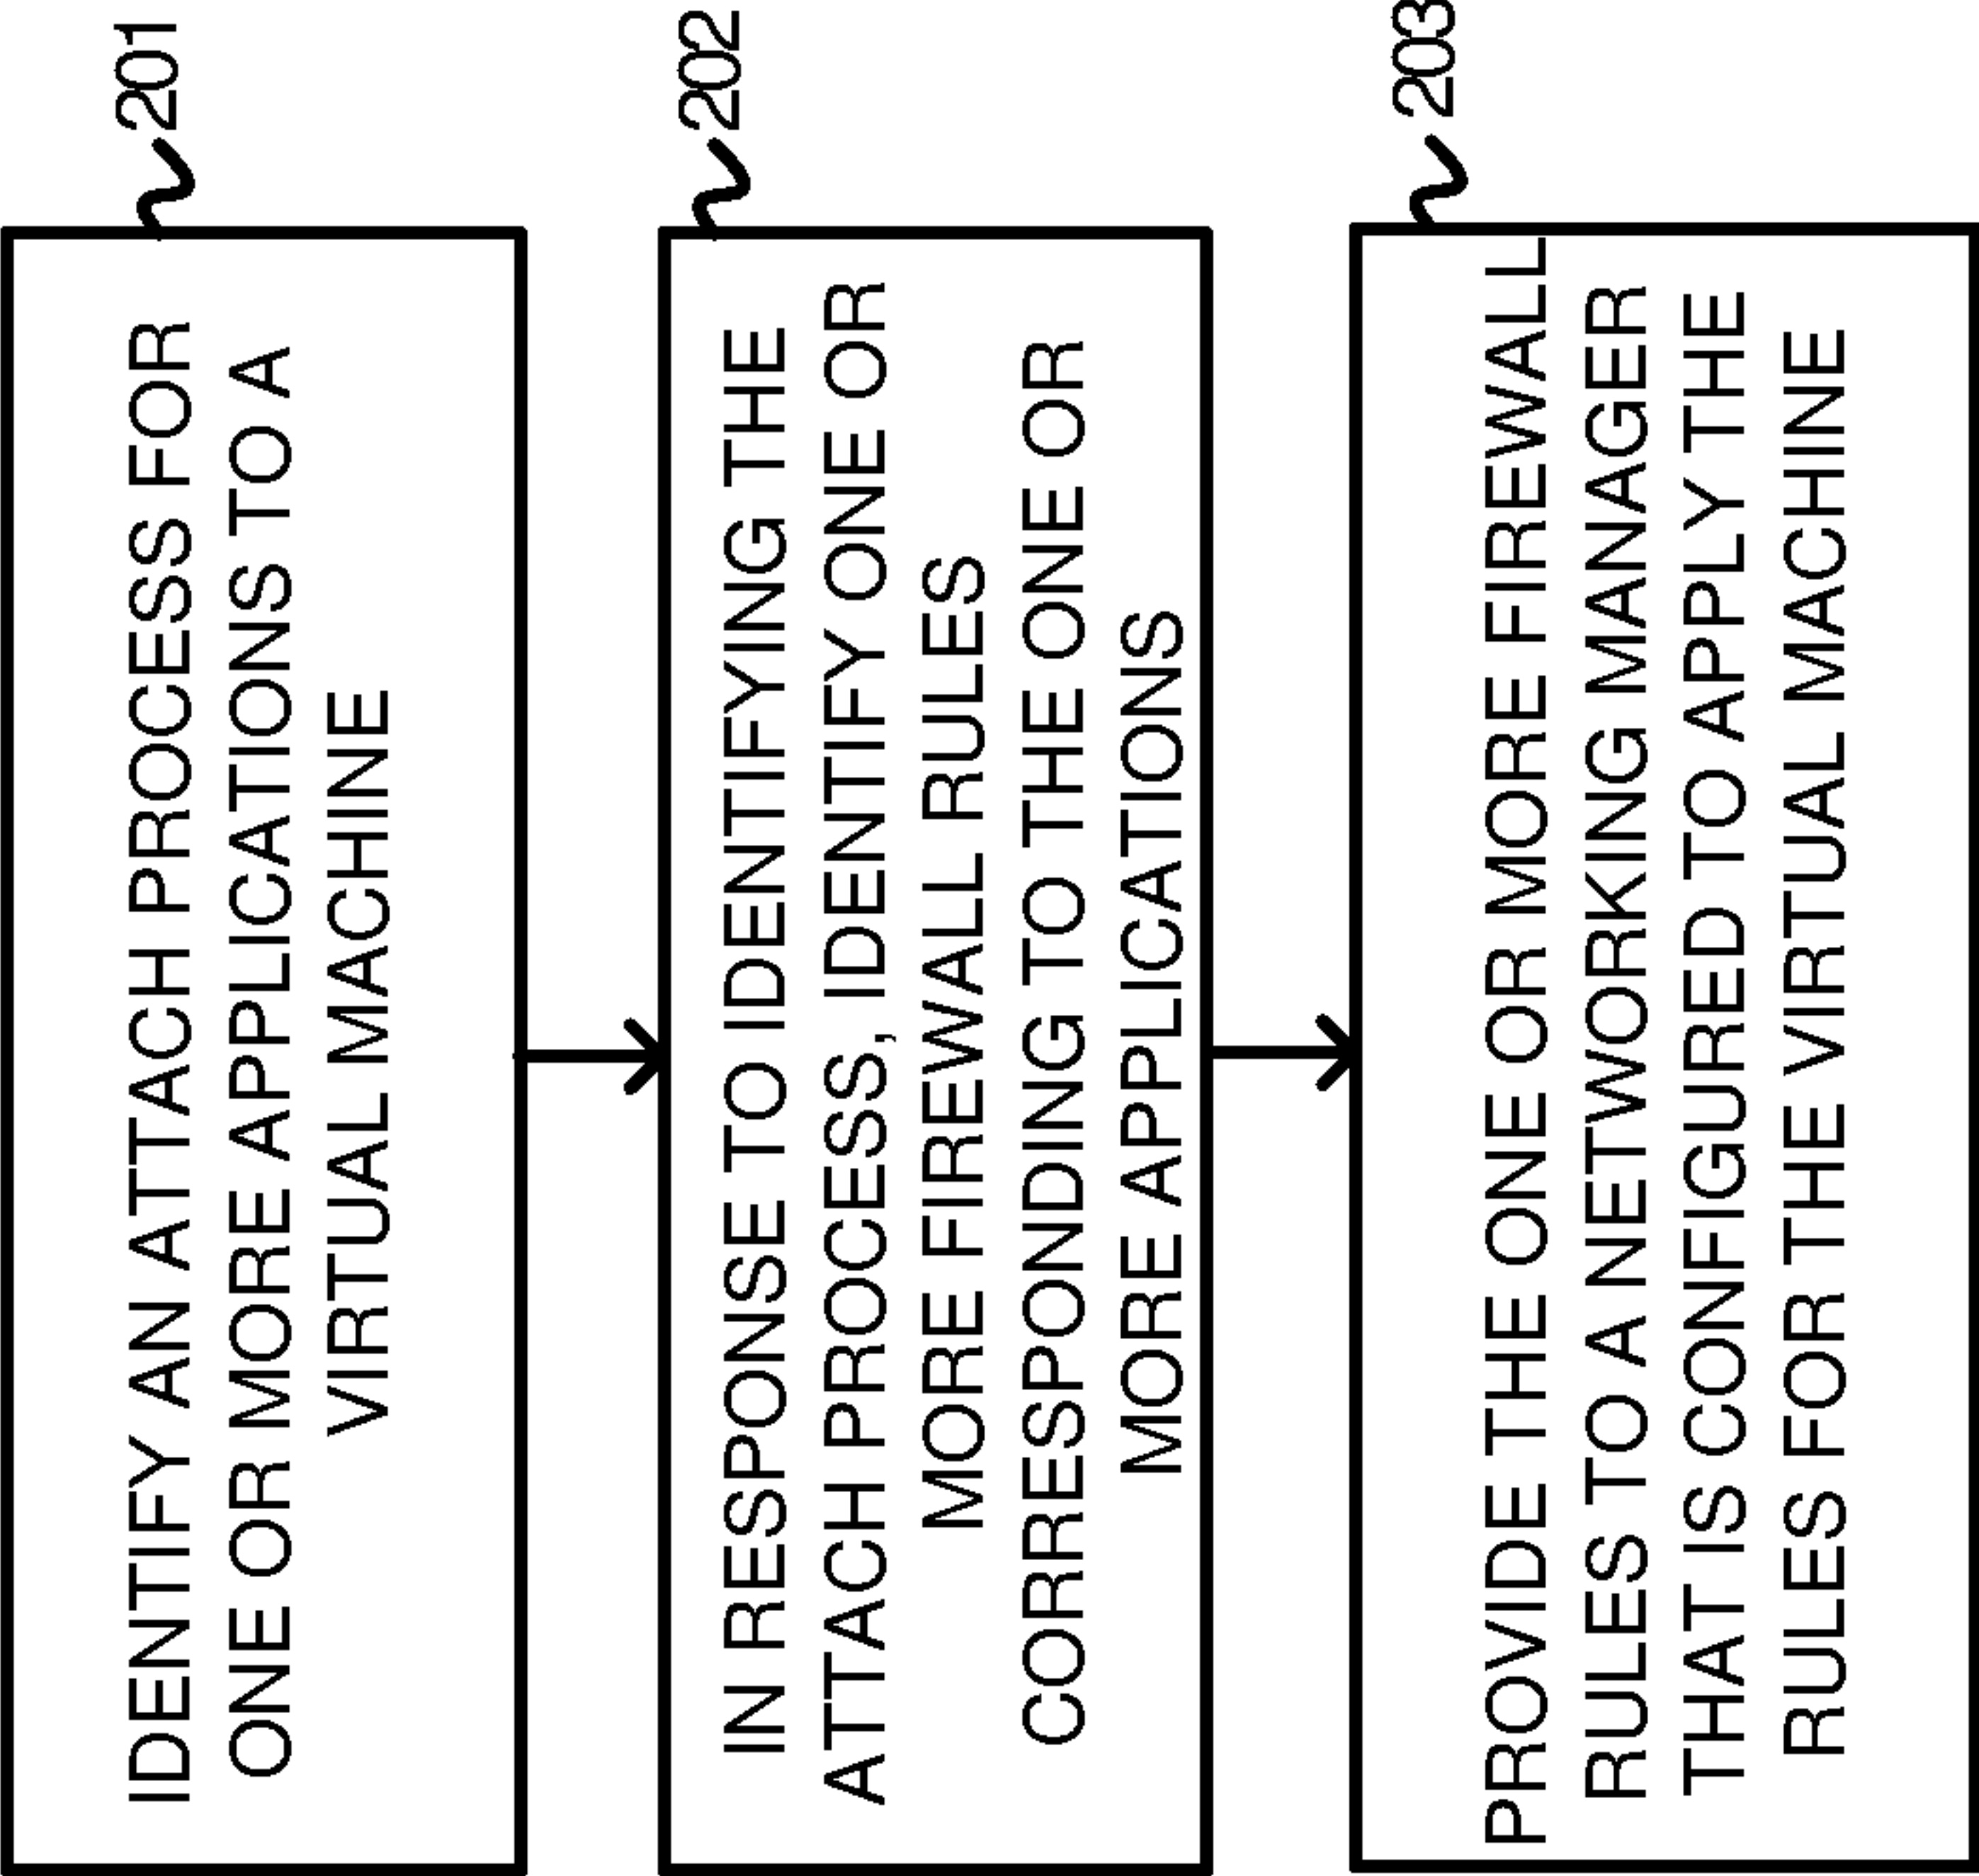 201
IDENTIFY AN ATTACH PROCESS FOR
ONE OR MORE APPLICATIONS TO A
VIRTUAL MACHINE
202
IN RESPONSE TO IDENTIFYING THE
ATTACH PROCESS, IDENTIFY ONE OR
MORE FIREWALL RULES
CORRESPONDING TO THE ONE OR
MORE APPLICATIONS
203
PROVIDE THE ONE OR MORE FIREWALL
RULES TO A NETWORKING MANAGER
THAT IS CONFIGURED TO APPLY THE
RULES FOR THE VIRTUAL MACHINE